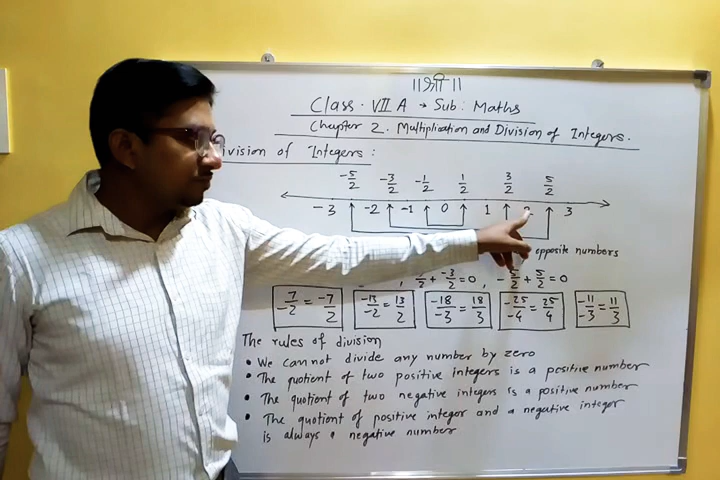 ॥श्री॥
Class - VII A → Sub : Maths
Chapter 2. Multiplication and Division of Integers.
ivision of Integers :
-5/2 -3/2 -1/2 1/2 3/2 5/2
-3 -2 -1 0 1 2 3
opposite numbers
, 3/2 + -3/2 = 0 , -5/2 + 5/2 = 0
7/-2 = -7/2 -13/-2 = 13/2 -18/-3 = 18/3 -25/-4 = 25/4 -11/-3 = 11/3
The rules of division
• We cannot divide any number by zero
• The quotient of two positive integers is a positive number
• The quotient of two negative integers is a positive number
• The quotient of positive integer and a negative integer
is always a negative number